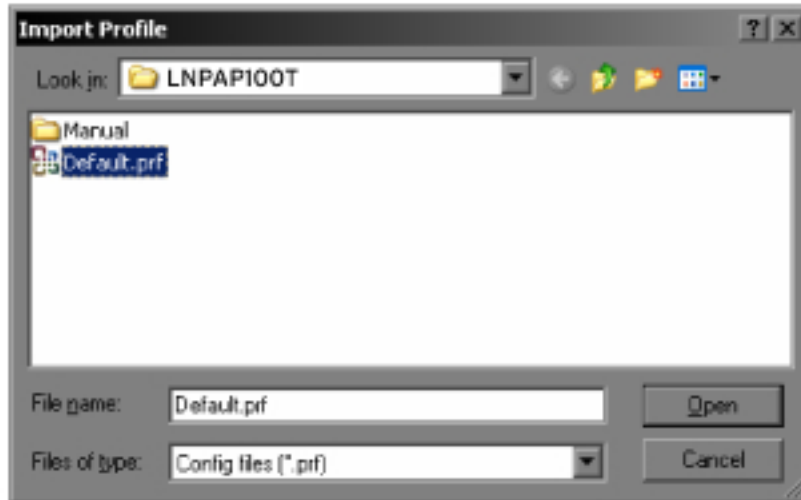 Import Profile
Look in: LNPAP100T
Manual
Default.prf
File name: Default.prf Open
Files of type: Config files (*.prf) Cancel